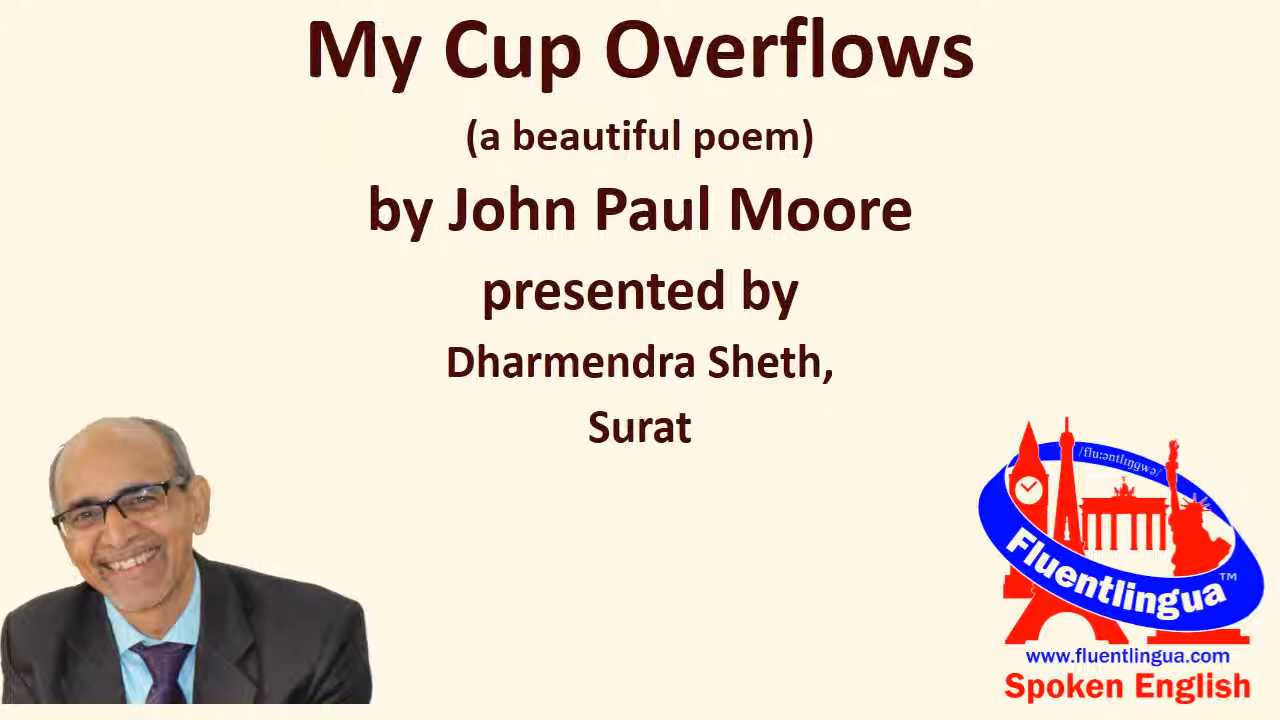 My Cup Overflows
(a beautiful poem)
by John Paul Moore
presented by
Dharmendra Sheth,
Surat
/fluːəntlɪŋgwə/
Fluentlingua™
www.fluentlingua.com
Spoken English